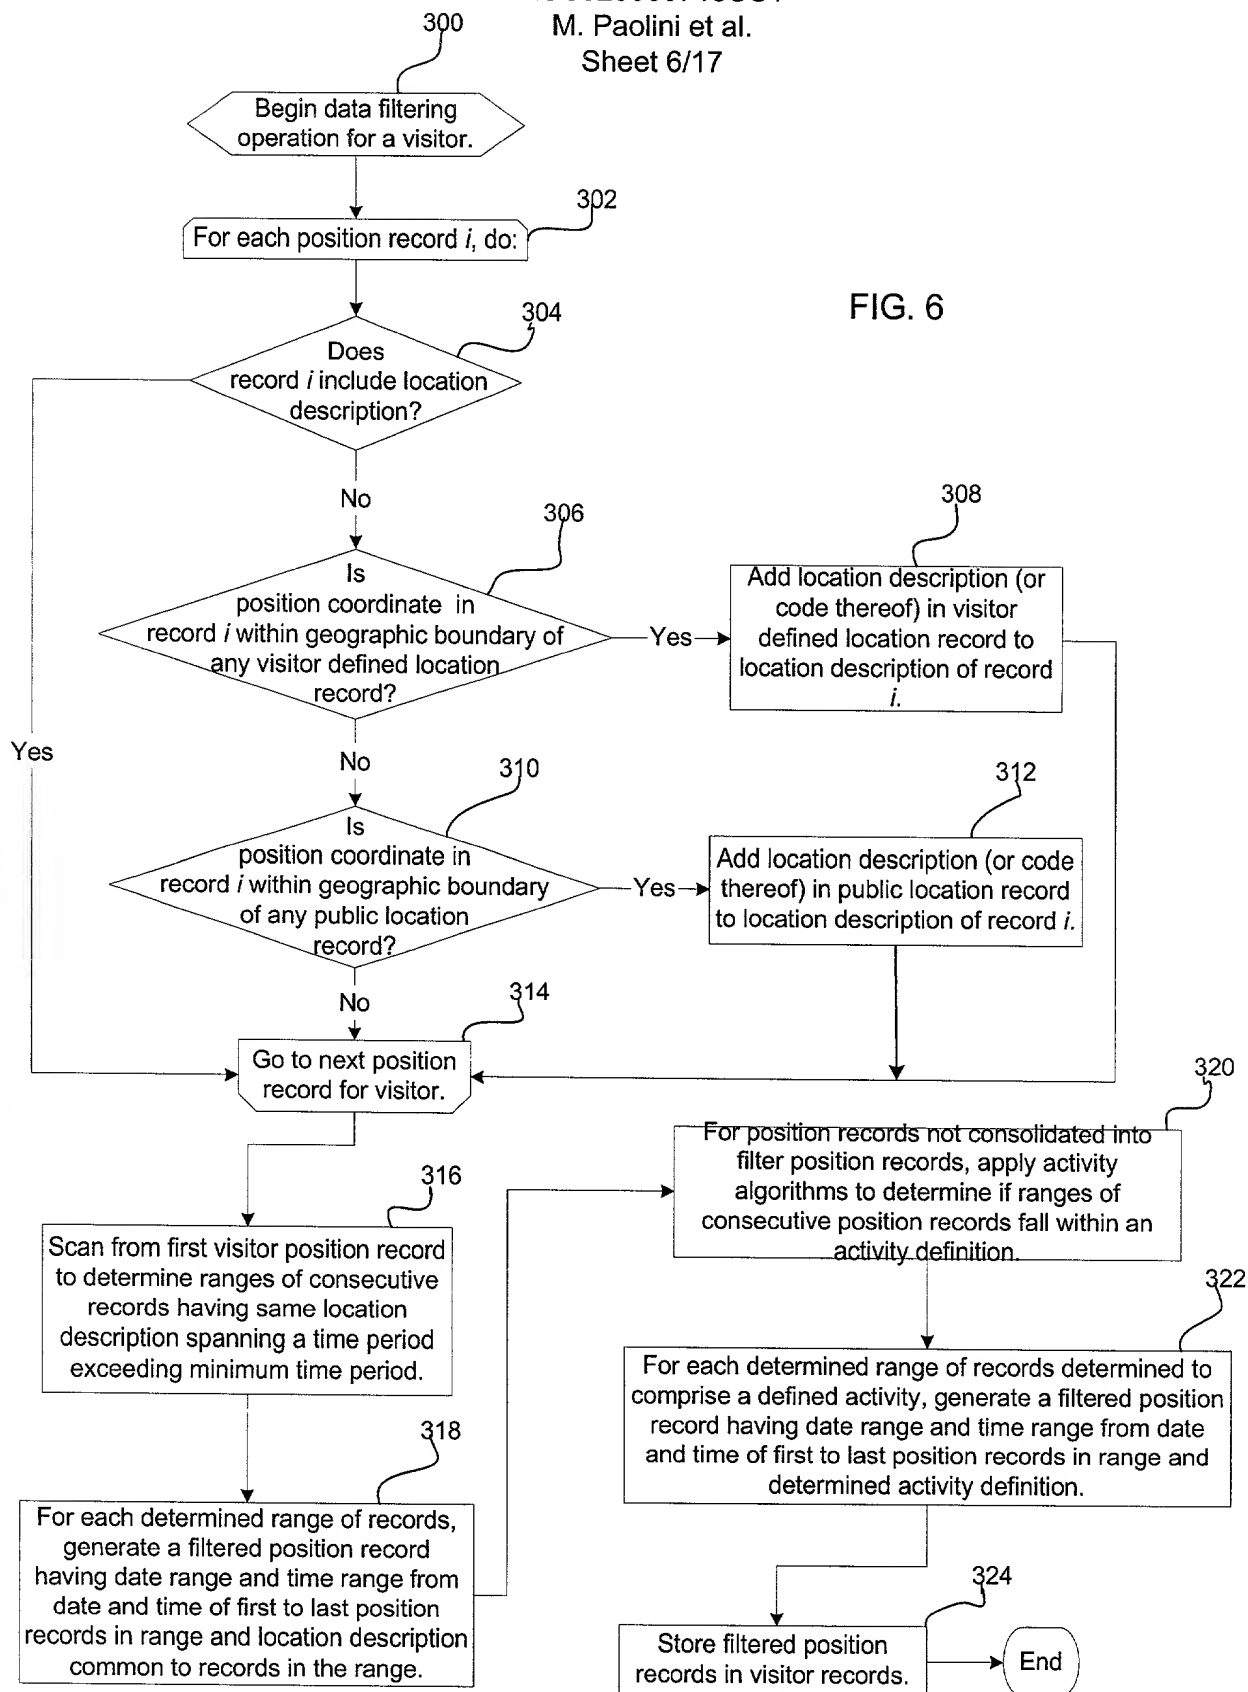 M. Paolini et al.
Sheet 6/17
300
Begin data filtering
operation for a visitor.
302
For each position record i, do:
FIG. 6
304
Does
record i include location
description?
No
Yes
306
Is
position coordinate in
record i within geographic boundary of
any visitor defined location
record?
Yes
308
Add location description (or
code thereof) in visitor
defined location record to
location description of record
i.
No
310
Is
position coordinate in
record i within geographic boundary
of any public location
record?
Yes
312
Add location description (or code
thereof) in public location record
to location description of record i.
No
314
Go to next position
record for visitor.
316
Scan from first visitor position record
to determine ranges of consecutive
records having same location
description spanning a time period
exceeding minimum time period.
318
For each determined range of records,
generate a filtered position record
having date range and time range from
date and time of first to last position
records in range and location description
common to records in the range.
320
For position records not consolidated into
filter position records, apply activity
algorithms to determine if ranges of
consecutive position records fall within an
activity definition.
322
For each determined range of records determined to
comprise a defined activity, generate a filtered position
record having date range and time range from date
and time of first to last position records in range and
determined activity definition.
324
Store filtered position
records in visitor records.
End